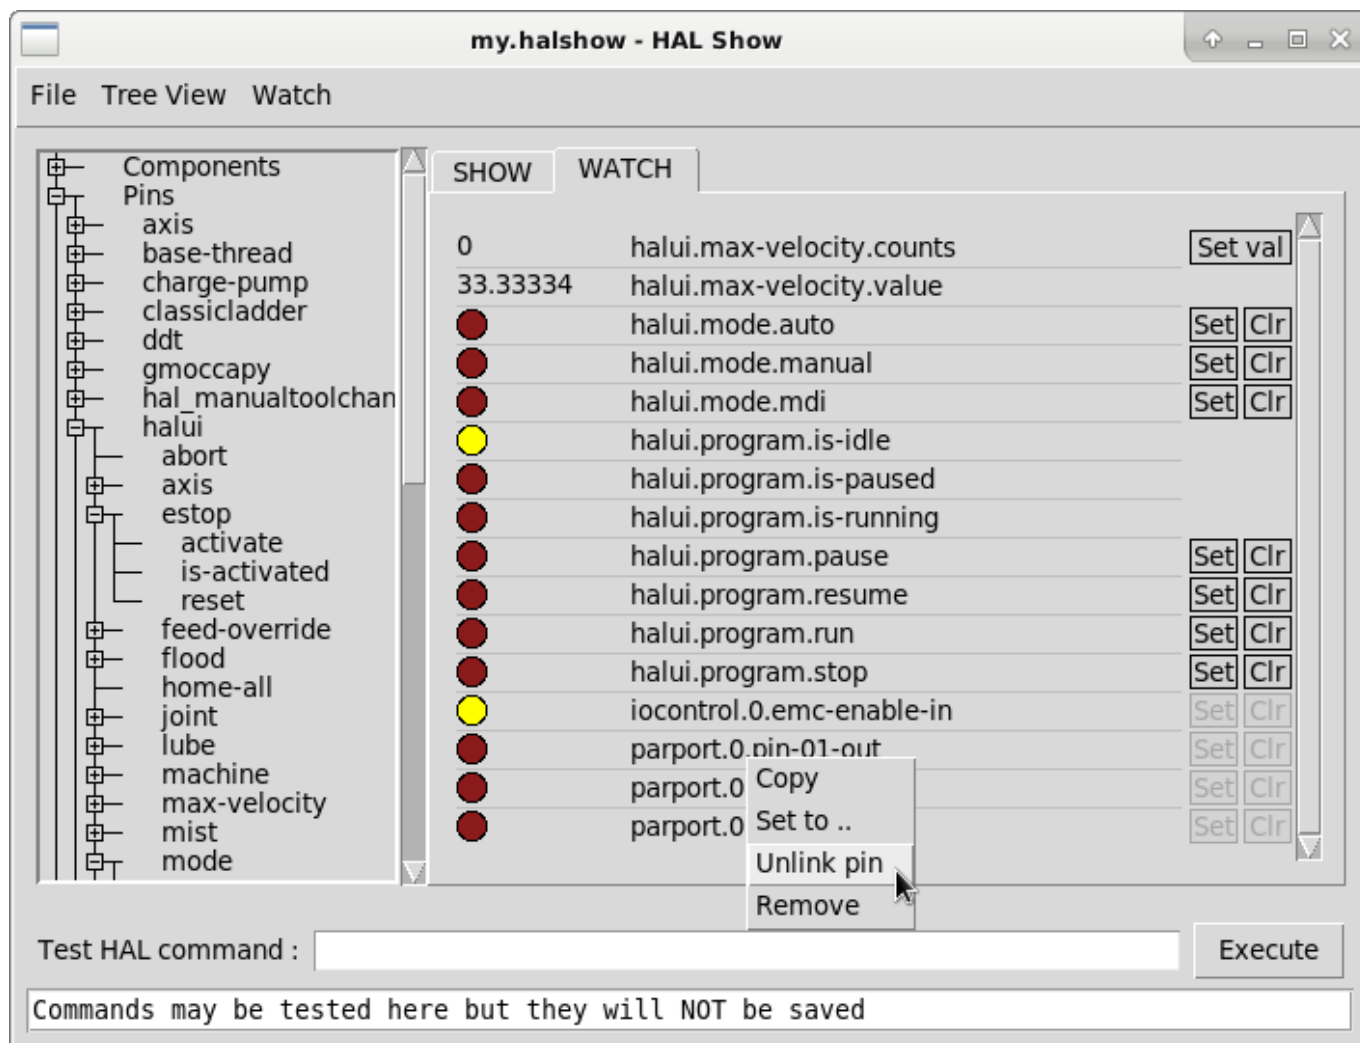 my.halshow - HAL Show
File Tree View Watch
Components
Pins
axis
base-thread
charge-pump
classicladder
ddt
gmoccapy
hal_manualtoolchan
halui
abort
axis
estop
activate
is-activated
reset
feed-override
flood
home-all
joint
lube
machine
max-velocity
mist
mode
SHOW WATCH
0 halui.max-velocity.counts Set val
33.33334 halui.max-velocity.value
halui.mode.auto Set Clr
halui.mode.manual Set Clr
halui.mode.mdi Set Clr
halui.program.is-idle
halui.program.is-paused
halui.program.is-running
halui.program.pause Set Clr
halui.program.resume Set Clr
halui.program.run Set Clr
halui.program.stop Set Clr
iocontrol.0.emc-enable-in Set Clr
parport.0.pin-01-out Set Clr
parport.0 Set Clr
parport.0 Set Clr
Copy
Set to ..
Unlink pin
Remove
Test HAL command : Execute
Commands may be tested here but they will NOT be saved